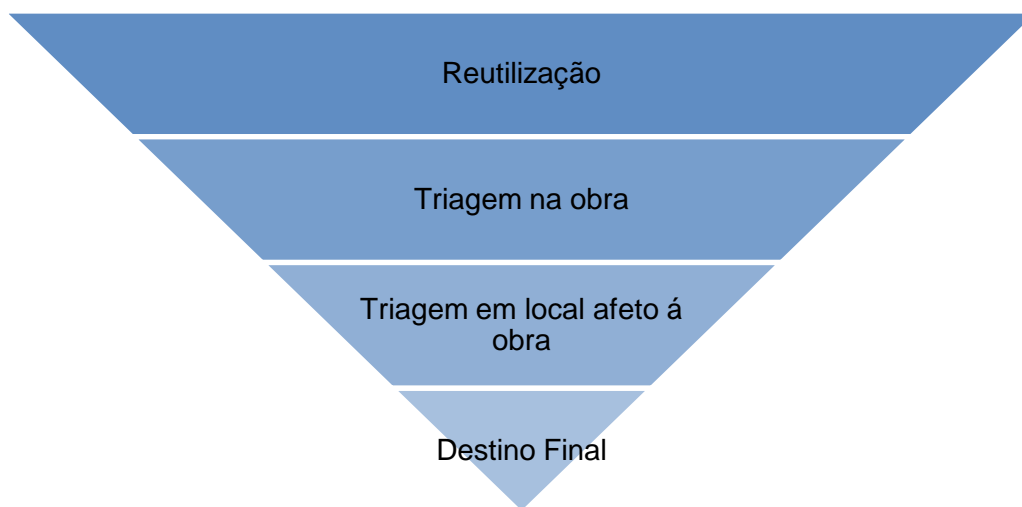 Reutilização
Triagem na obra
Triagem em local afeto á
obra
Destino Final